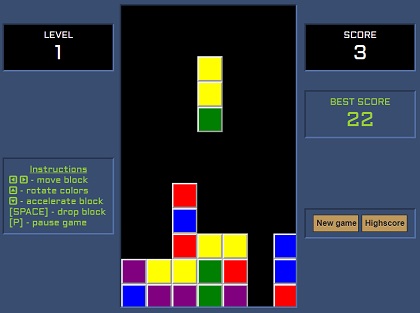 LEVEL
1
SCORE
3
BEST SCORE
22
Instructions
- move block
- rotate colors
- accelerate block
[SPACE] - drop block
[P] - pause game
New game
Highscore